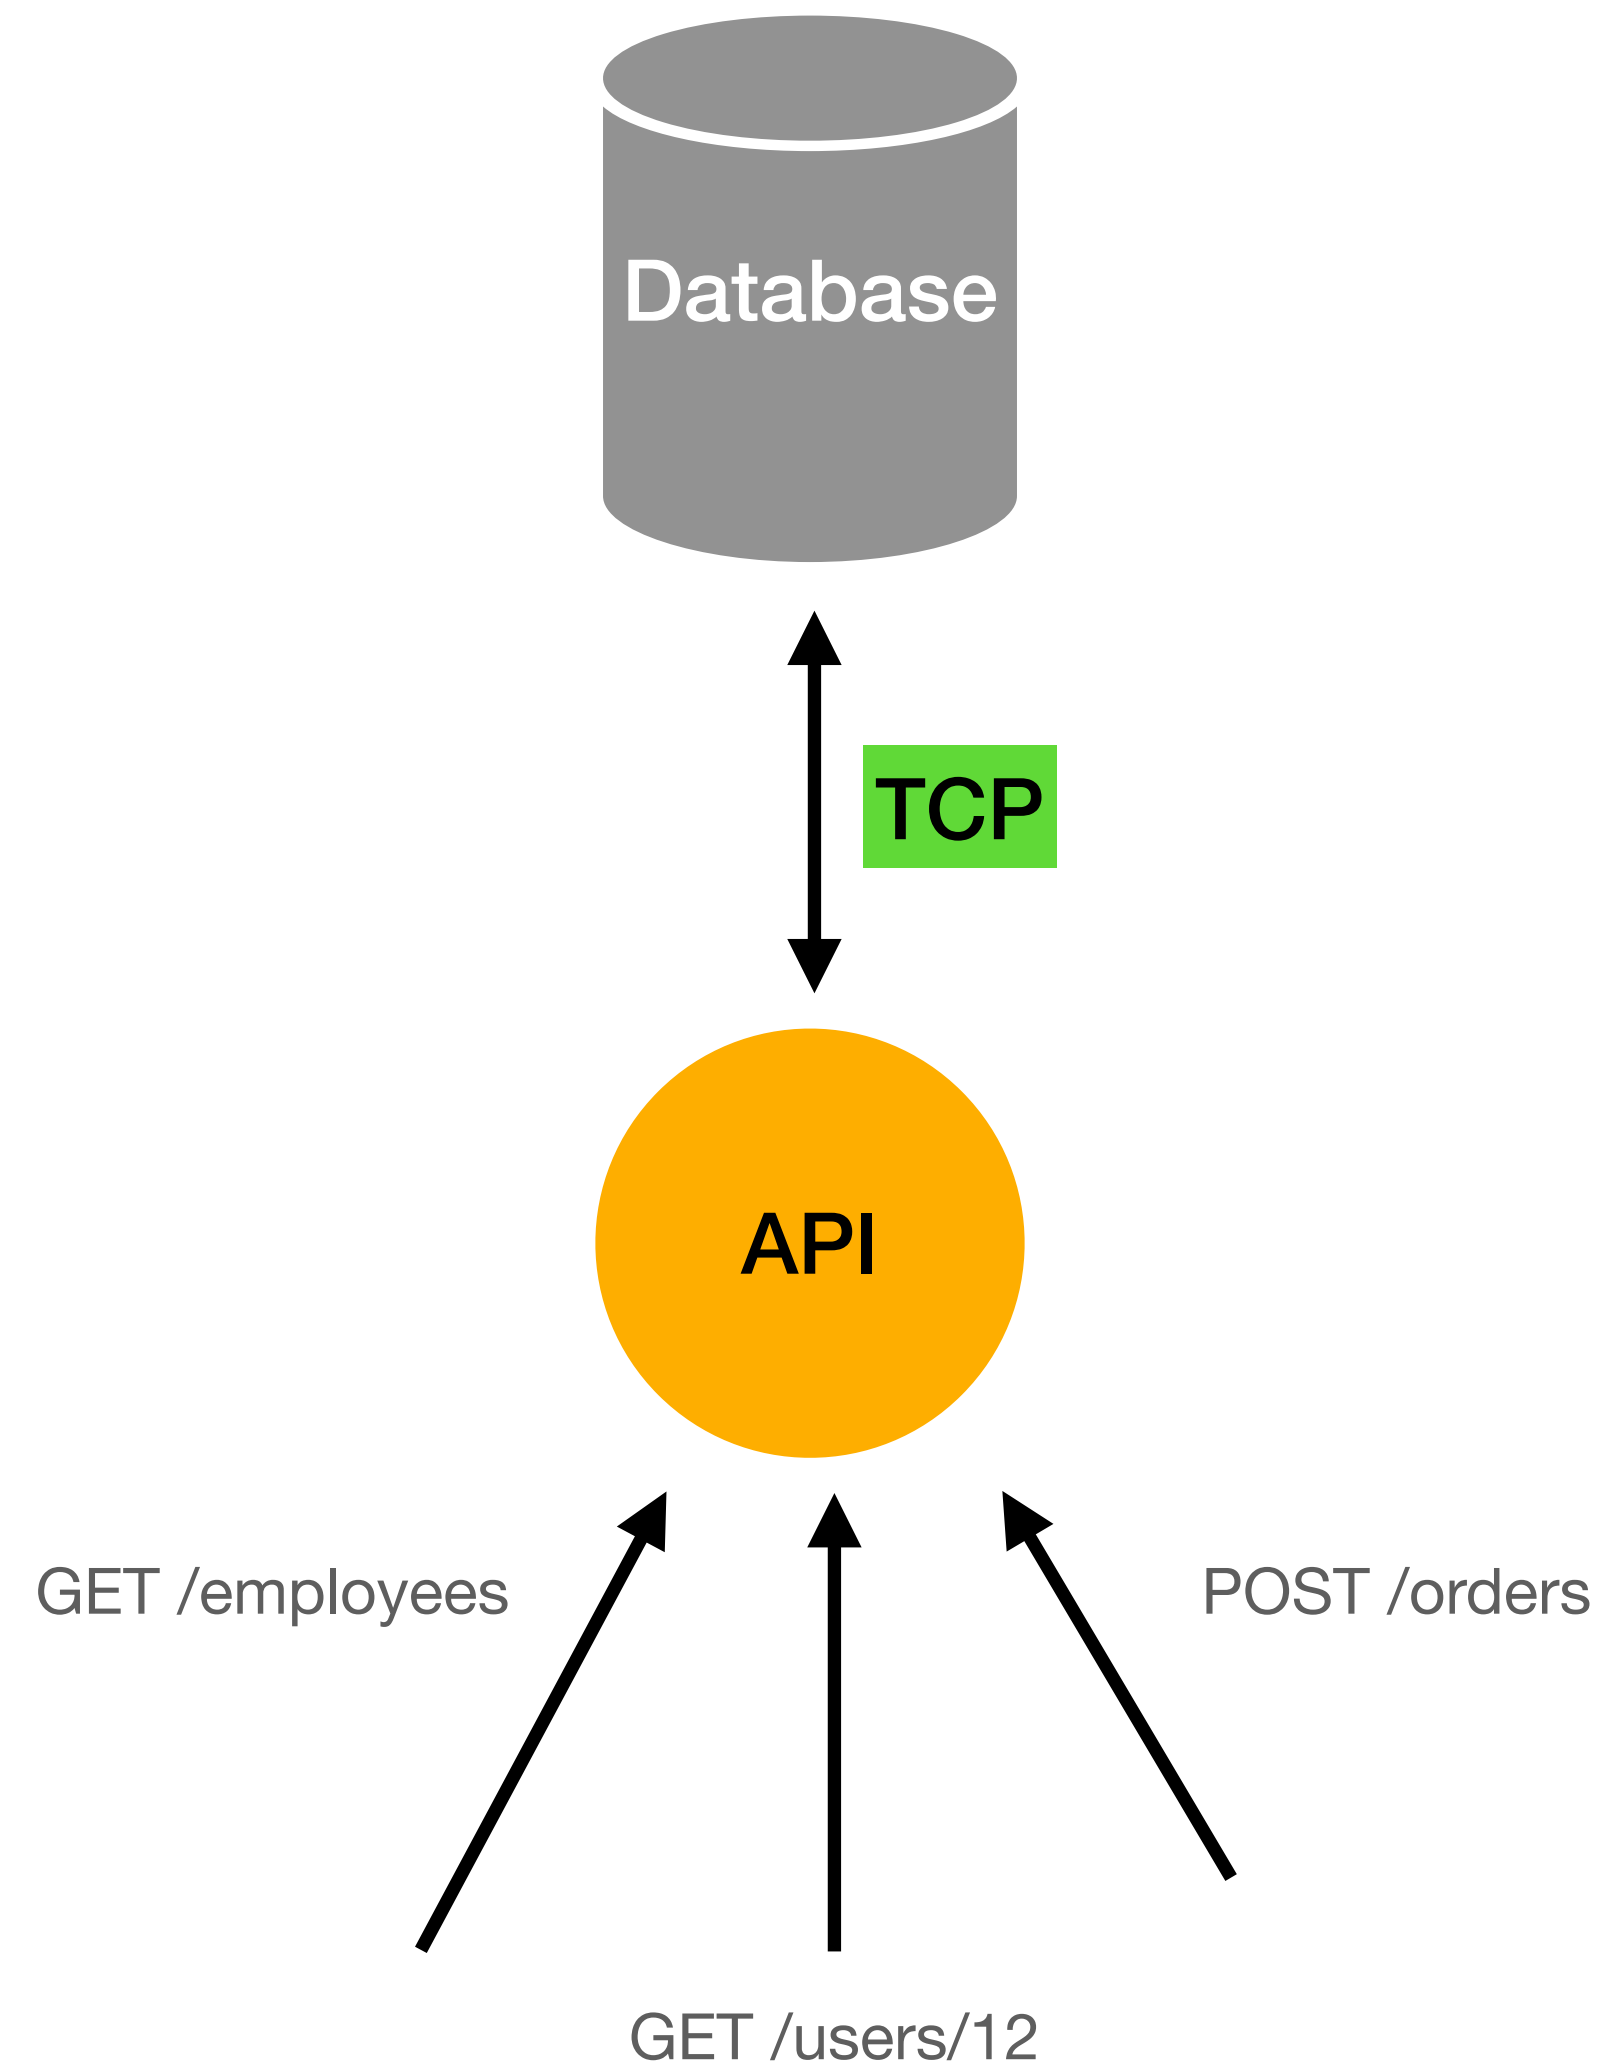 Database
TCP
API
GET /employees
POST /orders
GET /users/12